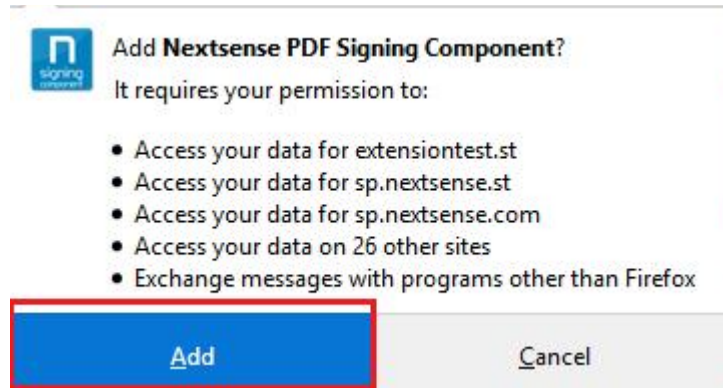 n
signing
component
Add Nextsense PDF Signing Component?
It requires your permission to:
• Access your data for extensiontest.st
• Access your data for sp.nextsense.st
• Access your data for sp.nextsense.com
• Access your data on 26 other sites
• Exchange messages with programs other than Firefox
Add
Cancel